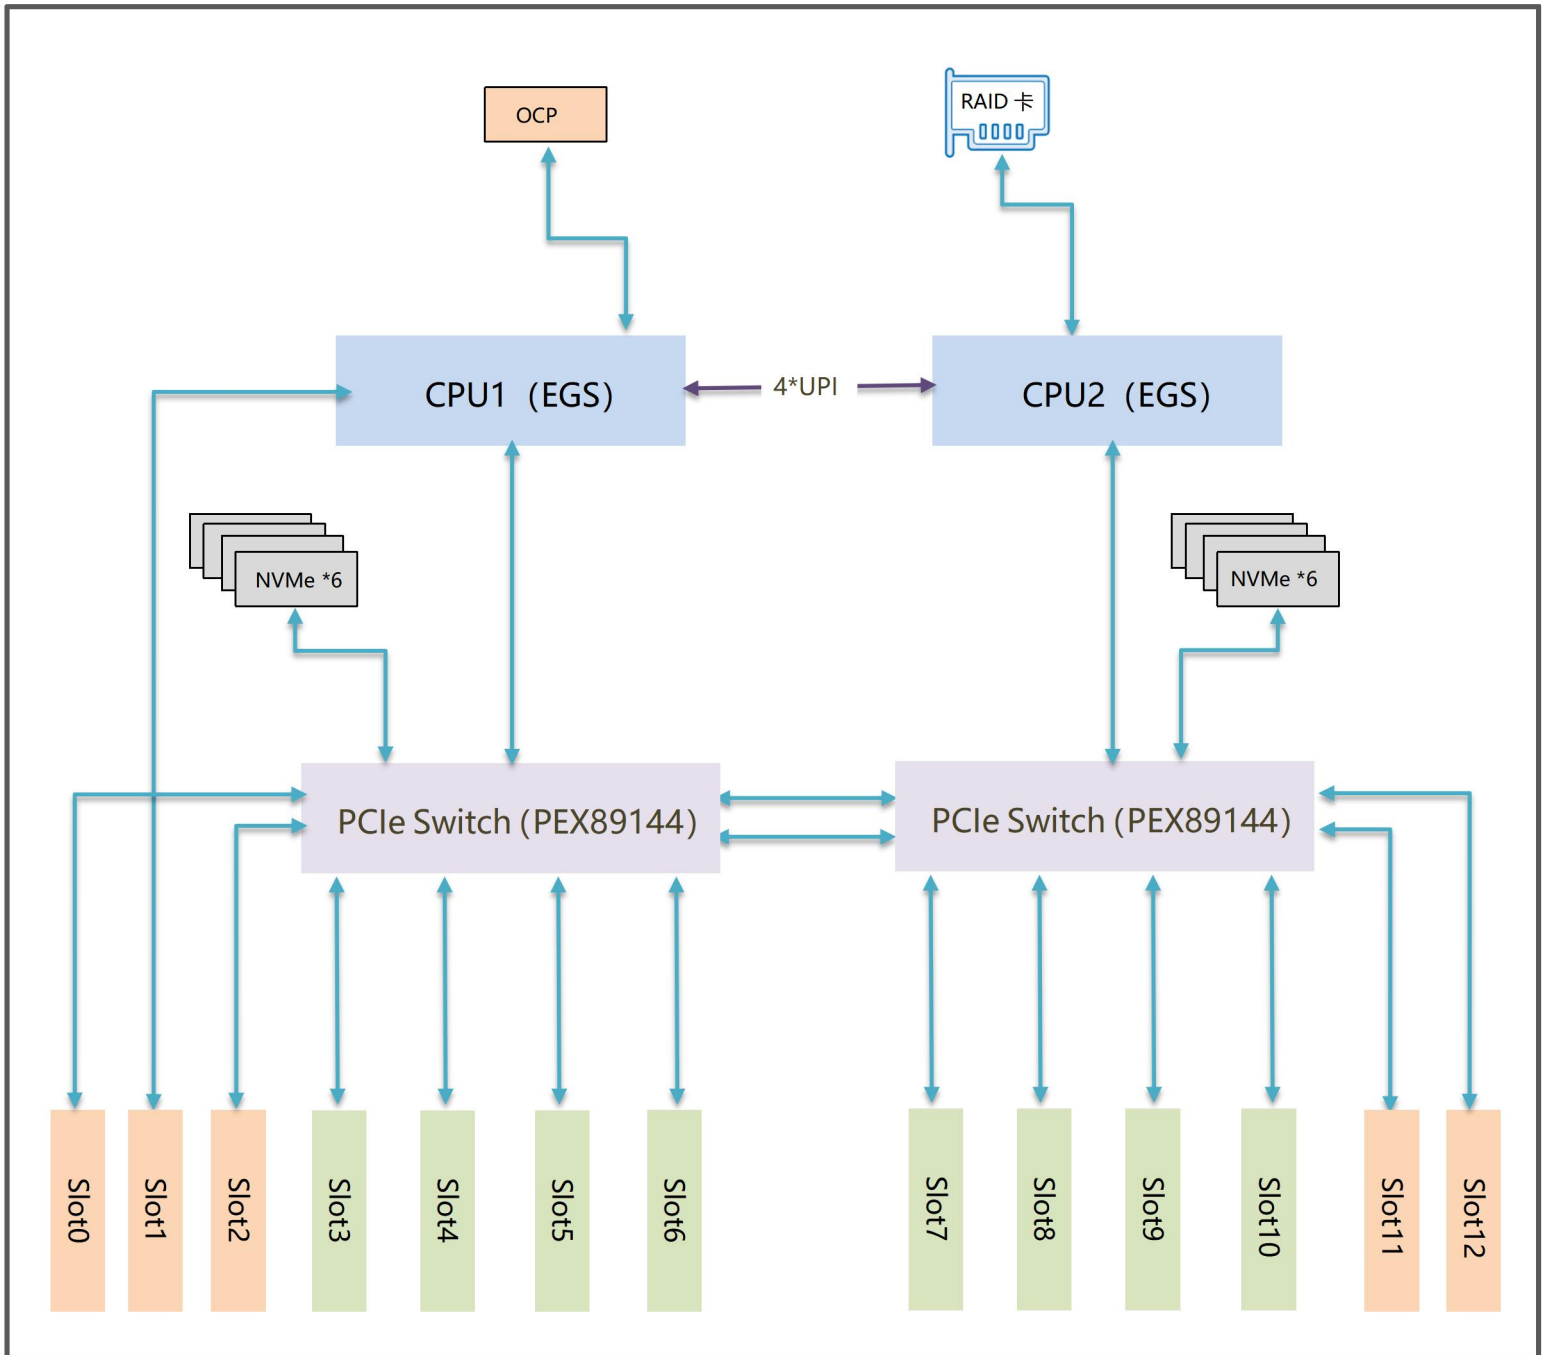 OCP
RAID 卡
CPU1（EGS）
4*UPI
CPU2（EGS）
NVMe *6
NVMe *6
PCIe Switch（PEX89144）
PCIe Switch（PEX89144）
Slot0
Slot1
Slot2
Slot3
Slot4
Slot5
Slot6
Slot7
Slot8
Slot9
Slot10
Slot11
Slot12